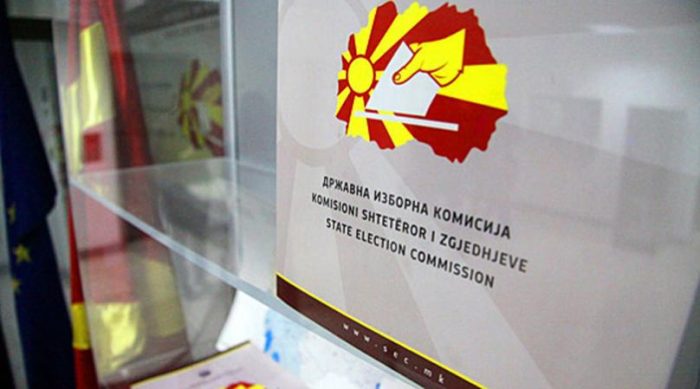 ДРЖАВНА ИЗБОРНА КОМИСИЈА
KOMISIONI SHTETËROR I ZGJEDHJEVE
STATE ELECTION COMMISSION
www.sec.mk